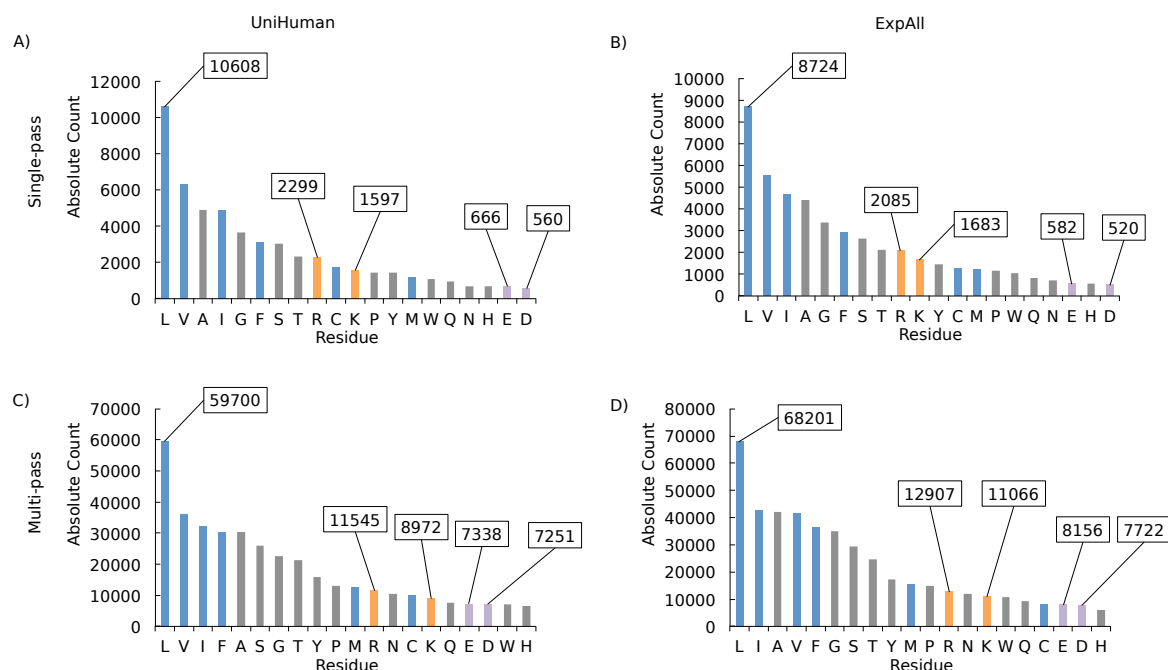 UniHuman
ExpAll
A)
Single-pass
Absolute Count
12000
10000
8000
6000
4000
2000
0
10608
2299
1597
666
560
L V A I G F S T R C K P Y M W Q N H E D
Residue
B)
Absolute Count
10000
9000
8000
7000
6000
5000
4000
3000
2000
1000
0
8724
2085
1683
582
520
L V I A G F S T R K Y C M P W Q N E H D
Residue
C)
Multi-pass
Absolute Count
70000
60000
50000
40000
30000
20000
10000
0
59700
11545
8972
7338
7251
L V I F A S G T Y P M R N C K Q E D W H
Residue
D)
Absolute Count
80000
70000
60000
50000
40000
30000
20000
10000
0
68201
12907
11066
8156
7722
L I A V F G S T Y M P R N K W Q C E D H
Residue